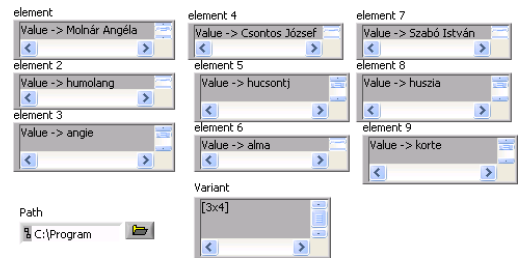 element
Value -> Molnár Angéla
element 2
Value -> humolang
element 3
Value -> angie
element 4
Value -> Csontos József
element 5
Value -> hucsontj
element 6
Value -> alma
element 7
Value -> Szabó István
element 8
Value -> huszia
element 9
Value -> korte
Variant
[3x4]
Path
C:\Program